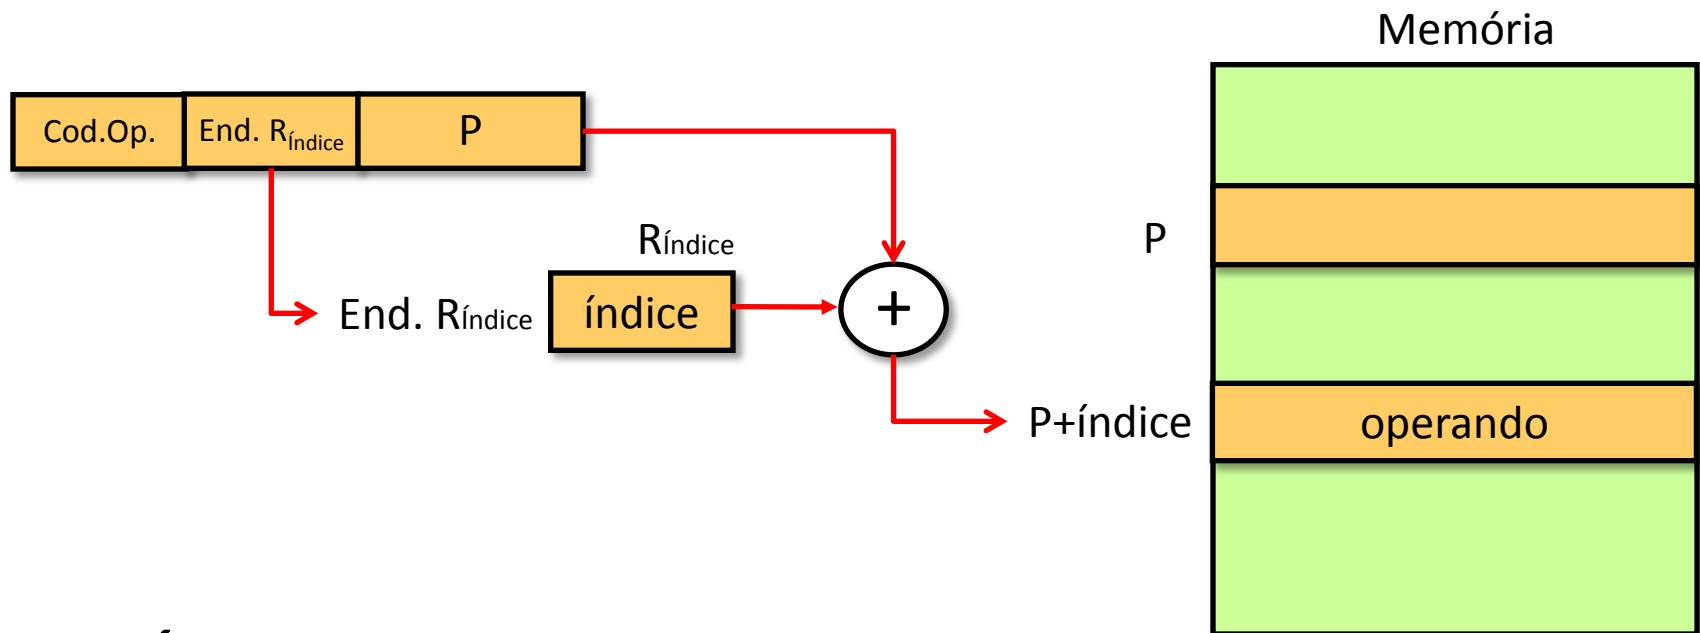 Memória
Cod.Op. End. RÍndice P
RÍndice
P
End. RÍndice índice +
P+índice operando